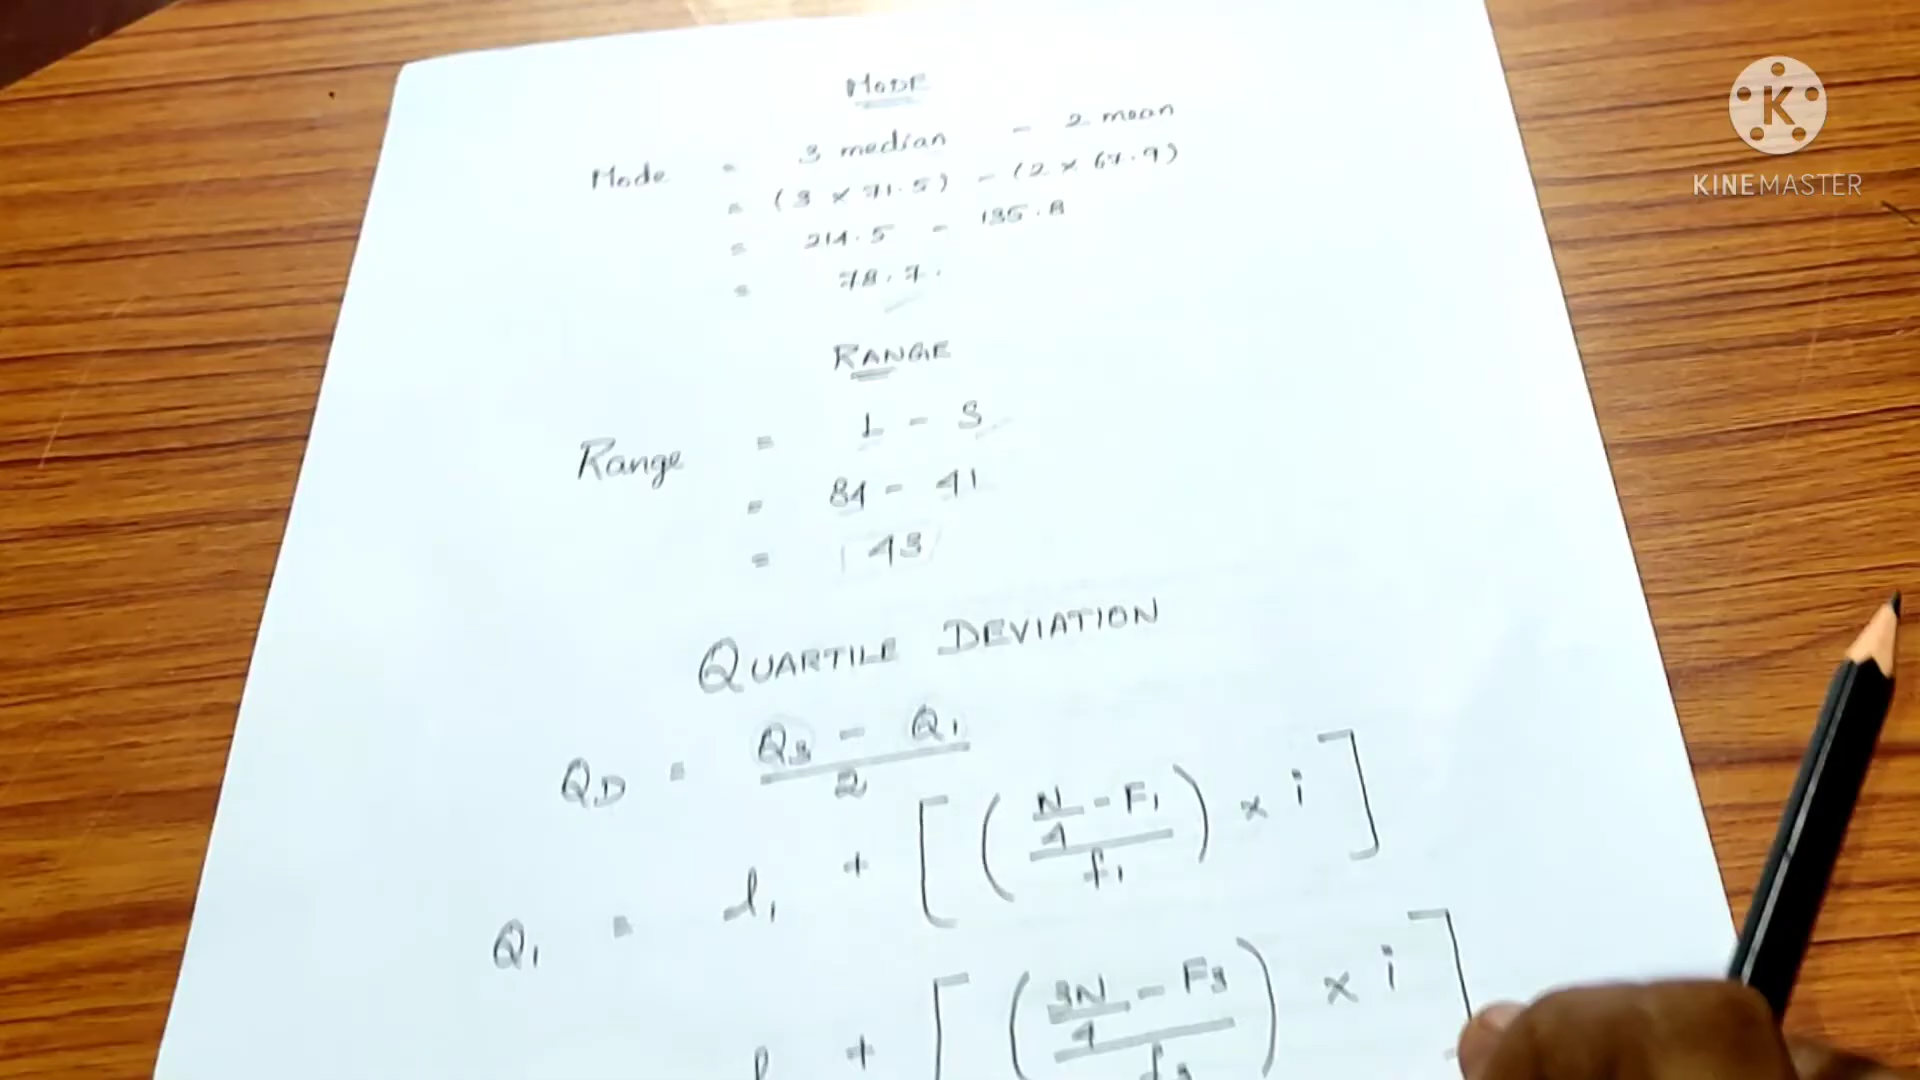 MODE
Mode = 3 median - 2 mean
= (3 × 71.5) - (2 × 67.9)
= 214.5 - 135.8
= 78.7.
RANGE
Range = L - S
= 84 - 41
= 43
QUARTILE DEVIATION
QD = Q3 - Q1 / 2
Q1 = l1 + [ ( N/4 - F1 / f1 ) × i ]
l + [ ( 3N/4 - F3 / f3 ) × i ]
K
KINEMASTER